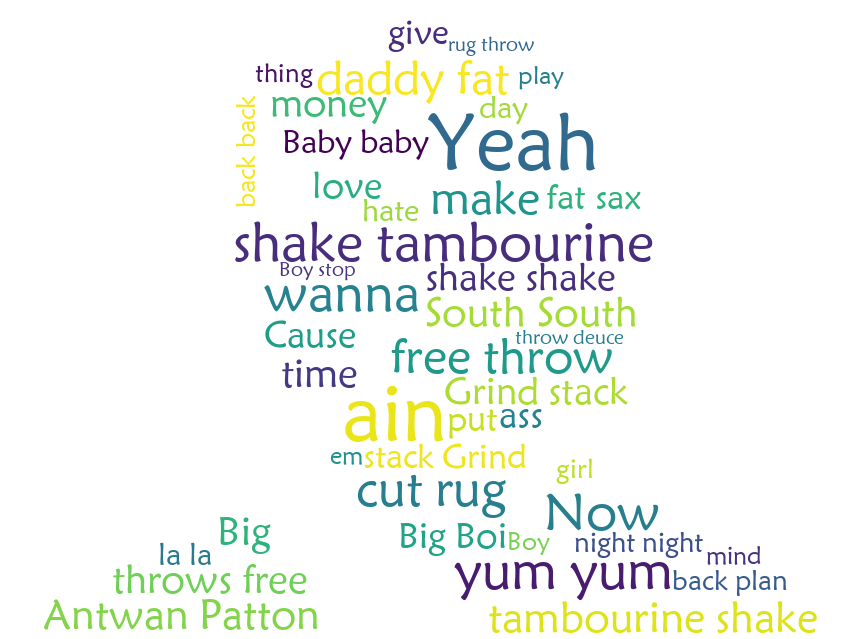 give rug throw
thing daddy fat play
money day
back back
Baby baby Yeah
love make fat sax
hate
shake tambourine
Boy stop shake shake
wanna South South
Cause throw deuce
time free throw
Grind stack
ain put ass
em stack Grind girl
cut rug Now
Big Big Boi Boy night night
la la mind
throws free yum yum back plan
Antwan Patton tambourine shake